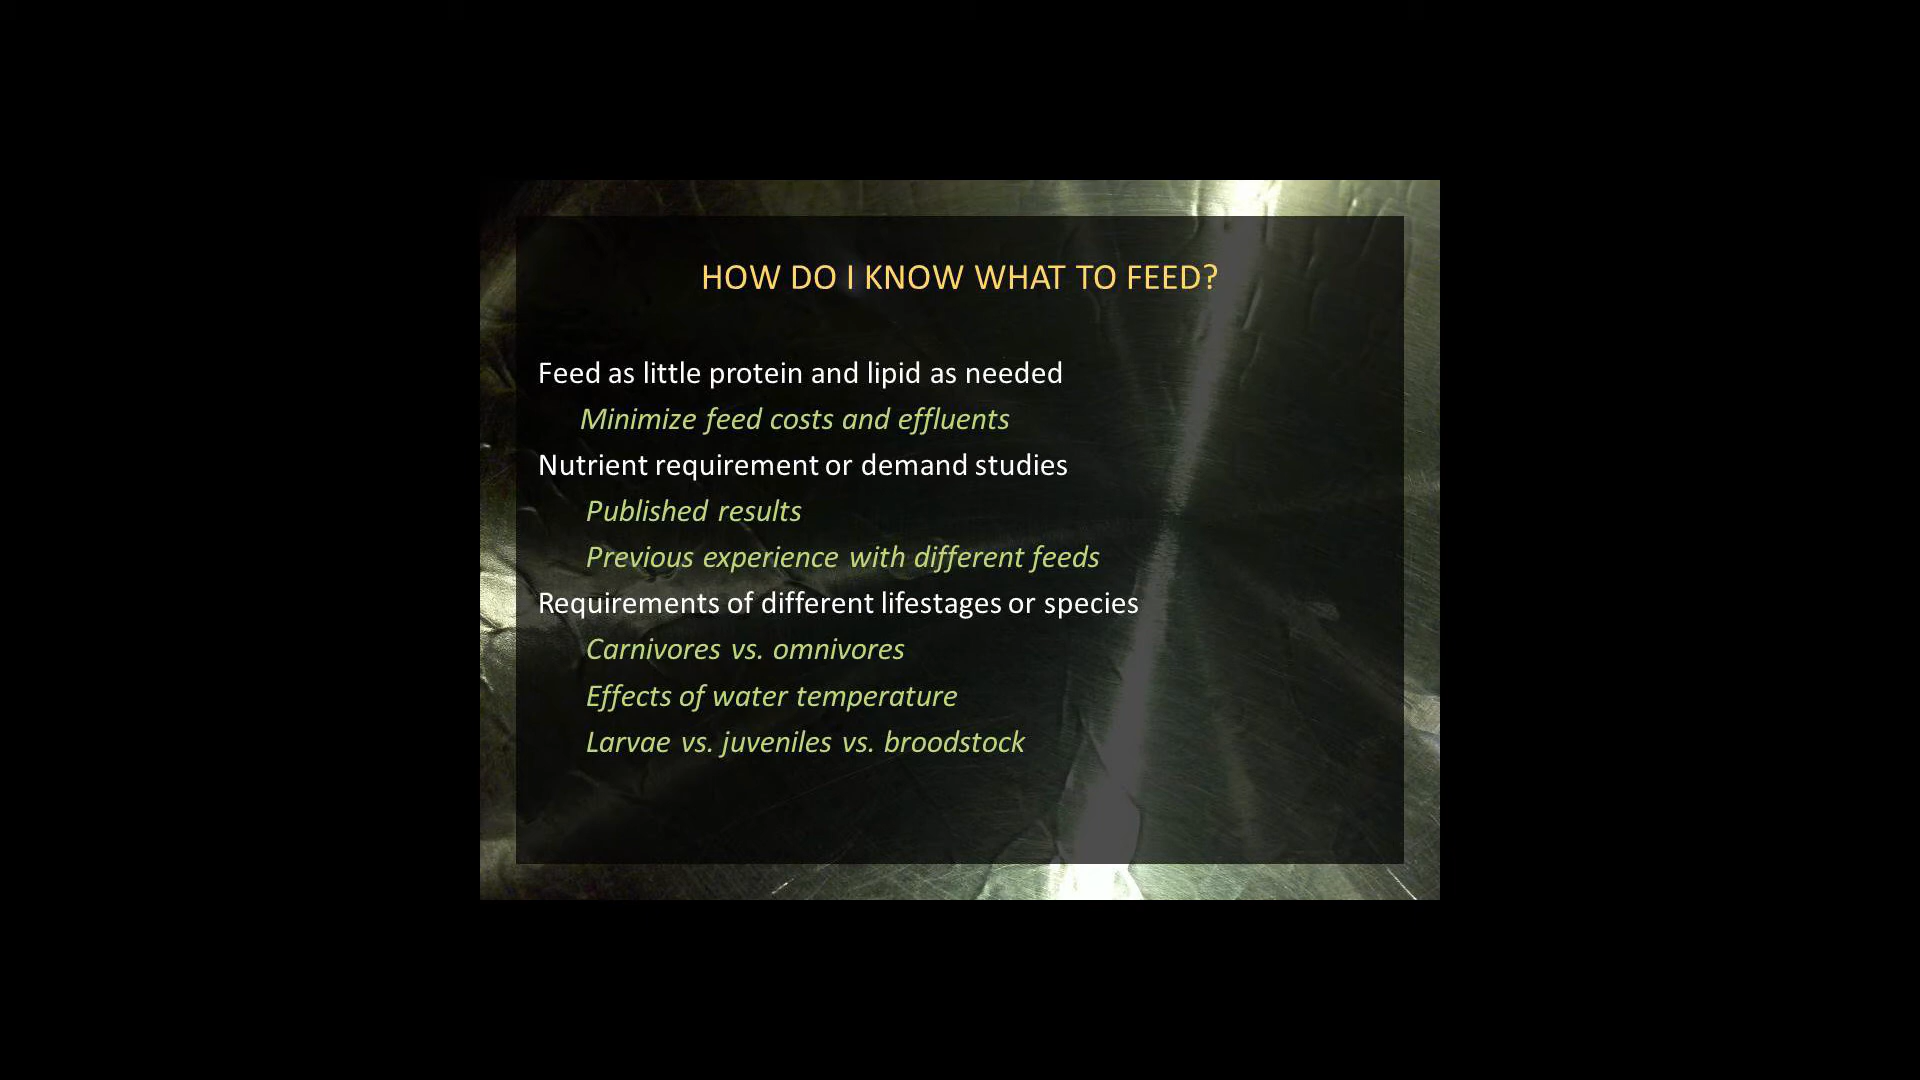 HOW DO I KNOW WHAT TO FEED?
Feed as little protein and lipid as needed
Minimize feed costs and effluents
Nutrient requirement or demand studies
Published results
Previous experience with different feeds
Requirements of different lifestages or species
Carnivores vs. omnivores
Effects of water temperature
Larvae vs. juveniles vs. broodstock